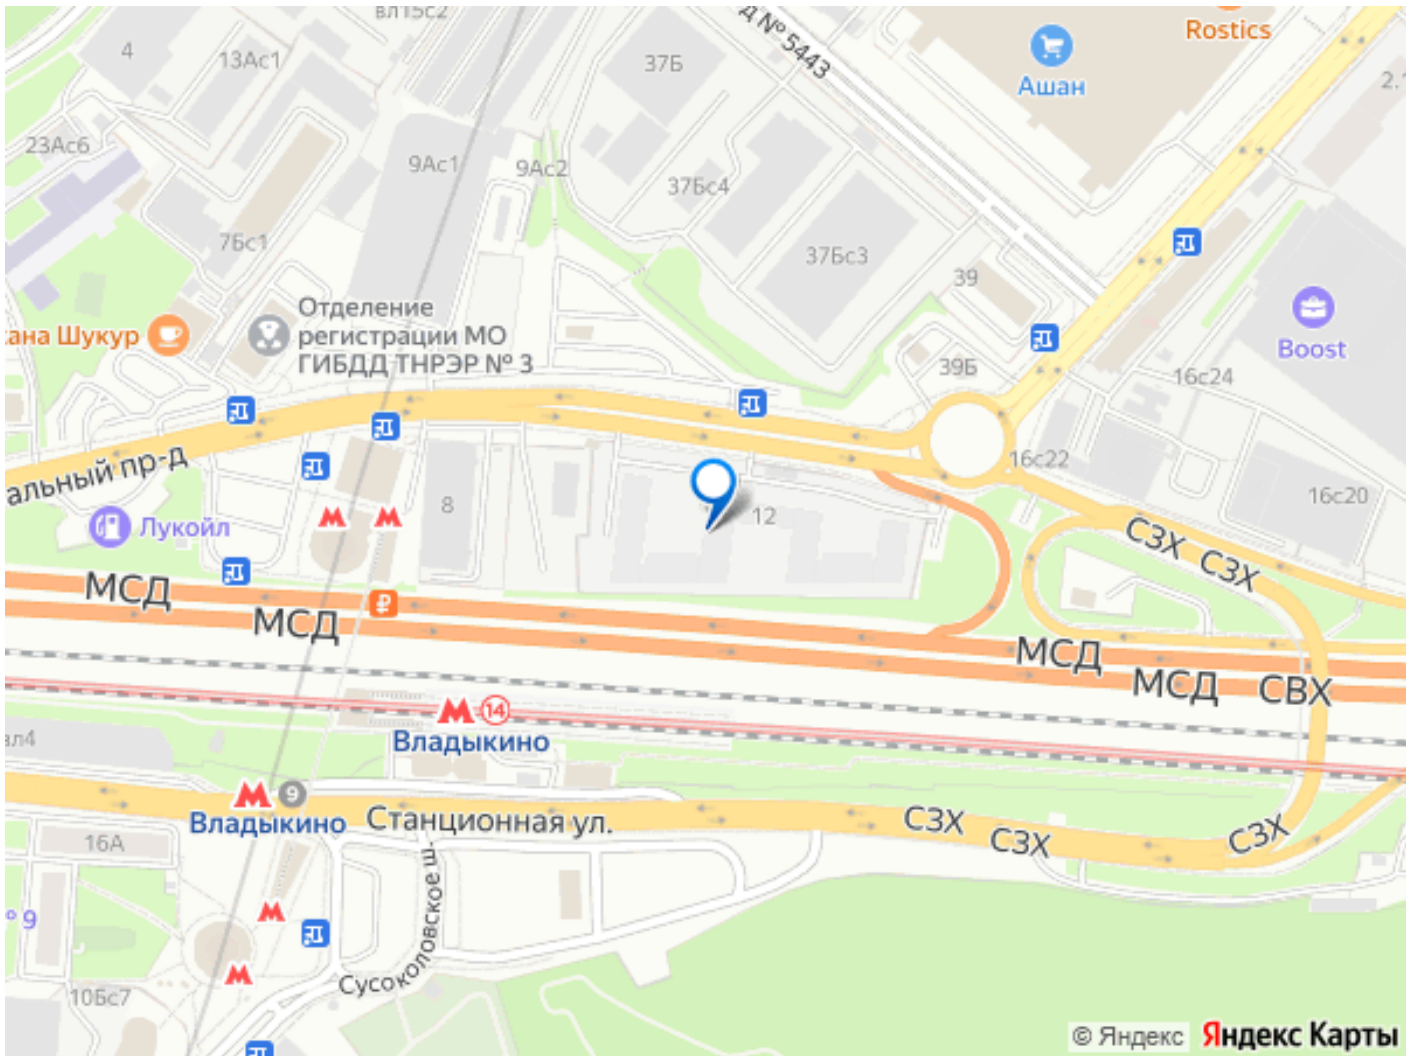 вл15с2
4
13Ас1
37Б
д № 5443
Rostics
Ашан
2.
23Ас6
9Ас1
9Ас2
37Бс4
7Бс1
37Бс3
39
Отделение
регистрации МО
ГИБДД ТНРЭР № 3
ана Шукур
Boost
39Б
16с24
альный пр-д
16с22
16с20
8
12
Лукойл
СЗХ
СЗХ
МСД
МСД
МСД
МСД
СВХ
14
Владыкино
вл4
9
Владыкино
Станционная ул.
СЗХ
СЗХ
СЗХ
16А
Сусоколовское ш.
№ 9
10Бс7
© Яндекс Яндекс Карты